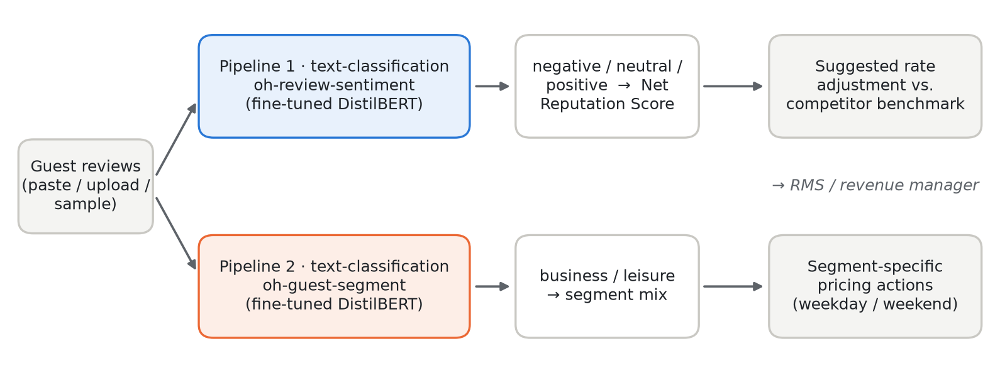 Guest reviews
(paste / upload /
sample)
Pipeline 1 · text-classification
oh-review-sentiment
(fine-tuned DistilBERT)
negative / neutral /
positive → Net
Reputation Score
Suggested rate
adjustment vs.
competitor benchmark
→ RMS / revenue manager
Pipeline 2 · text-classification
oh-guest-segment
(fine-tuned DistilBERT)
business / leisure
→ segment mix
Segment-specific
pricing actions
(weekday / weekend)